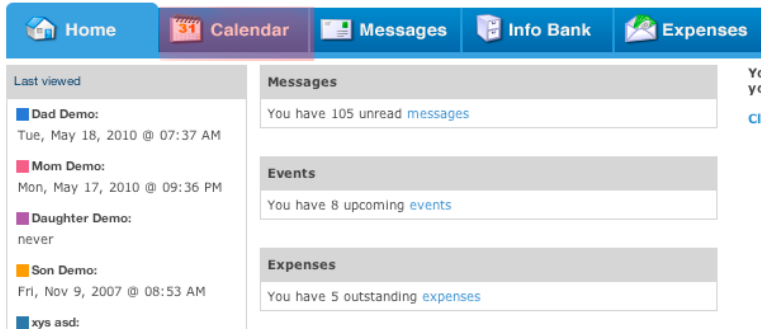 Home
31 Calendar
Messages
Info Bank
Expenses
Last viewed
Dad Demo:
Tue, May 18, 2010 @ 07:37 AM
Mom Demo:
Mon, May 17, 2010 @ 09:36 PM
Daughter Demo:
never
Son Demo:
Fri, Nov 9, 2007 @ 08:53 AM
xys asd:
Messages
You have 105 unread messages
Events
You have 8 upcoming events
Expenses
You have 5 outstanding expenses